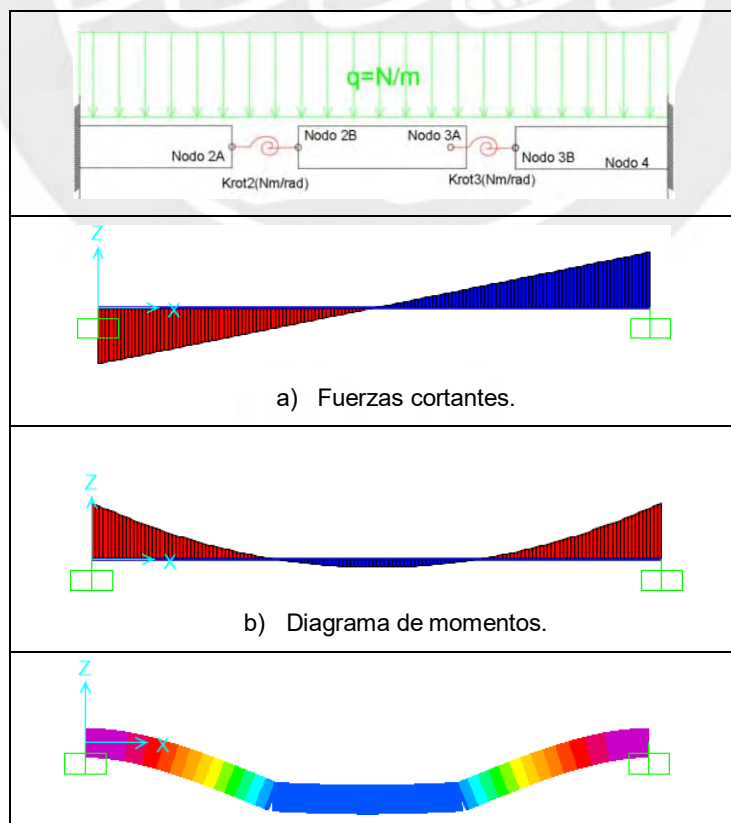 q=N/m
Nodo 2A
Nodo 2B
Nodo 3A
Nodo 3B
Nodo 4
Krot2(Nm/rad)
Krot3(Nm/rad)
Z
X
a) Fuerzas cortantes.
Z
X
b) Diagrama de momentos.
Z
X